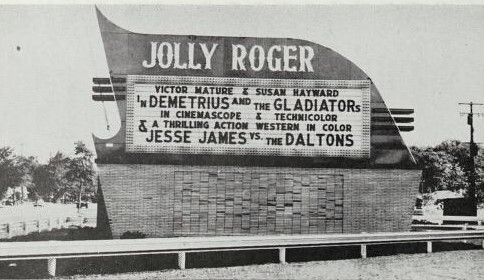 JOLLY ROGER
VICTOR MATURE & SUSAN HAYWARD
IN DEMETRIUS AND THE GLADIATORS
IN CINEMASCOPE & TECHNICOLOR
& A THRILLING ACTION WESTERN IN COLOR
JESSE JAMES VS. THE DALTONS